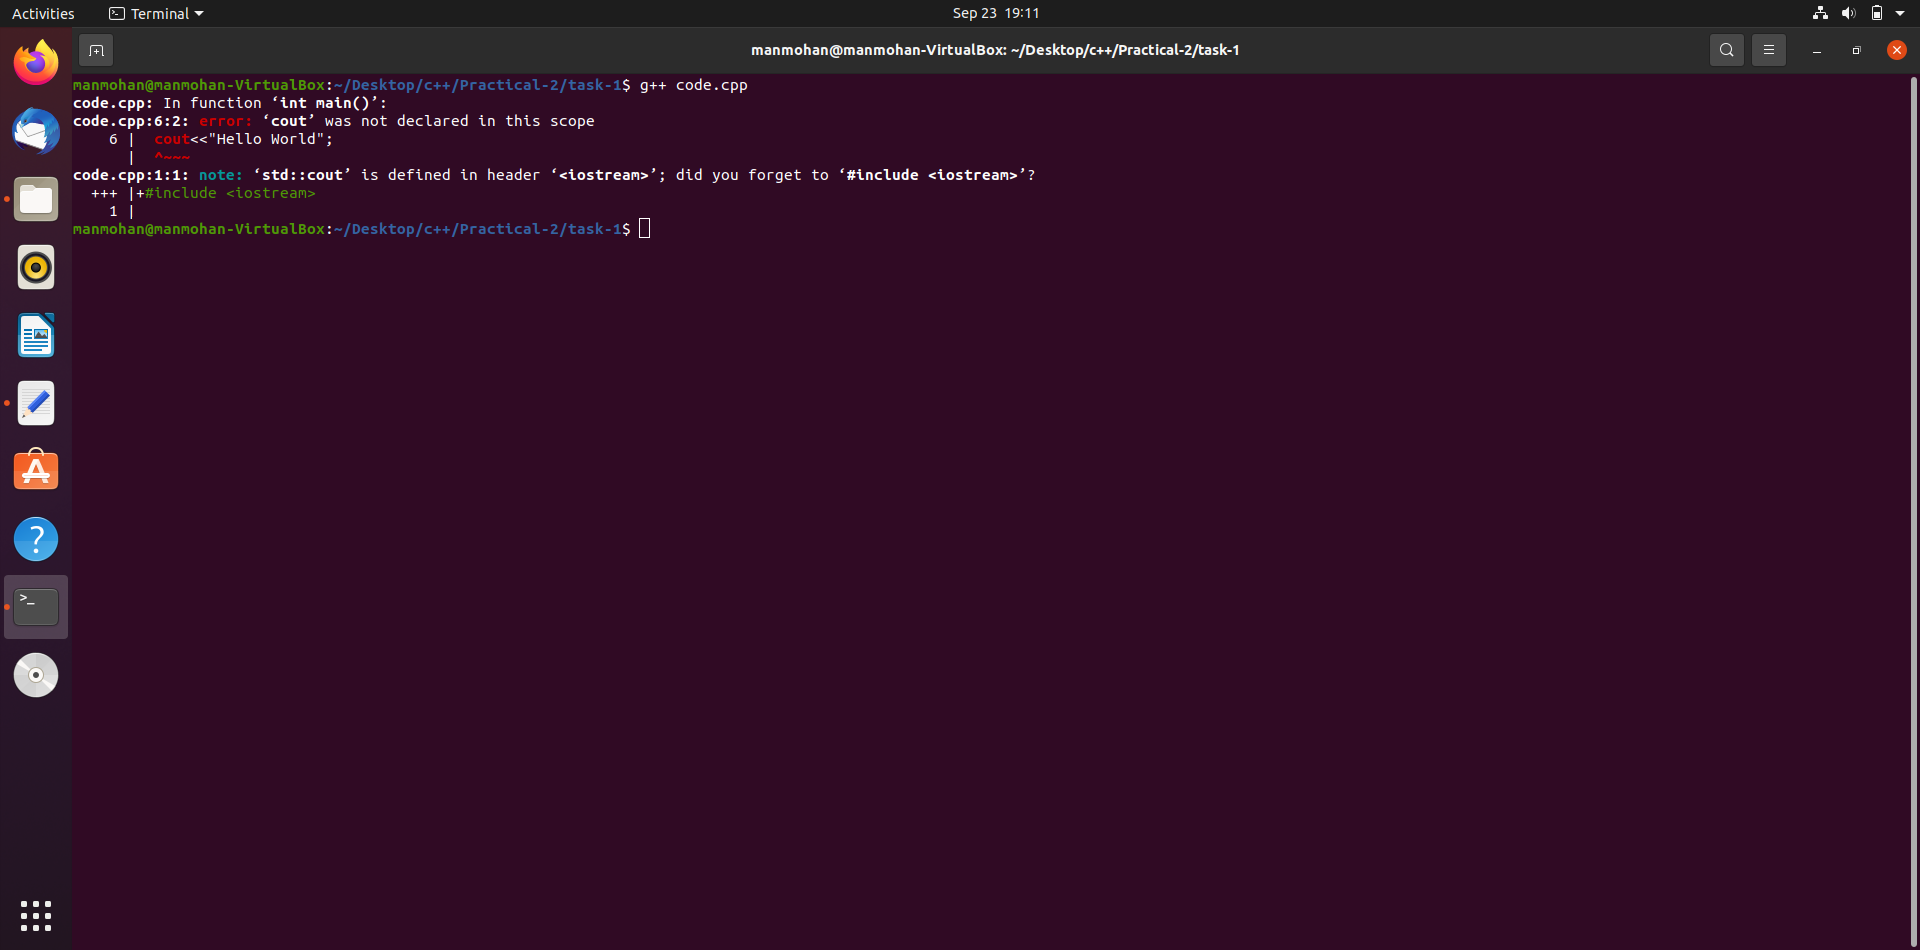 Activities Terminal Sep 23 19:11
manmohan@manmohan-VirtualBox: ~/Desktop/c++/Practical-2/task-1
manmohan@manmohan-VirtualBox:~/Desktop/c++/Practical-2/task-1$ g++ code.cpp
code.cpp: In function ‘int main()’:
code.cpp:6:2: error: ‘cout’ was not declared in this scope
    6 |  cout<<"Hello World";
      |  ^~~~
code.cpp:1:1: note: ‘std::cout’ is defined in header ‘<iostream>’; did you forget to ‘#include <iostream>’?
  +++ |+#include <iostream>
    1 |
manmohan@manmohan-VirtualBox:~/Desktop/c++/Practical-2/task-1$